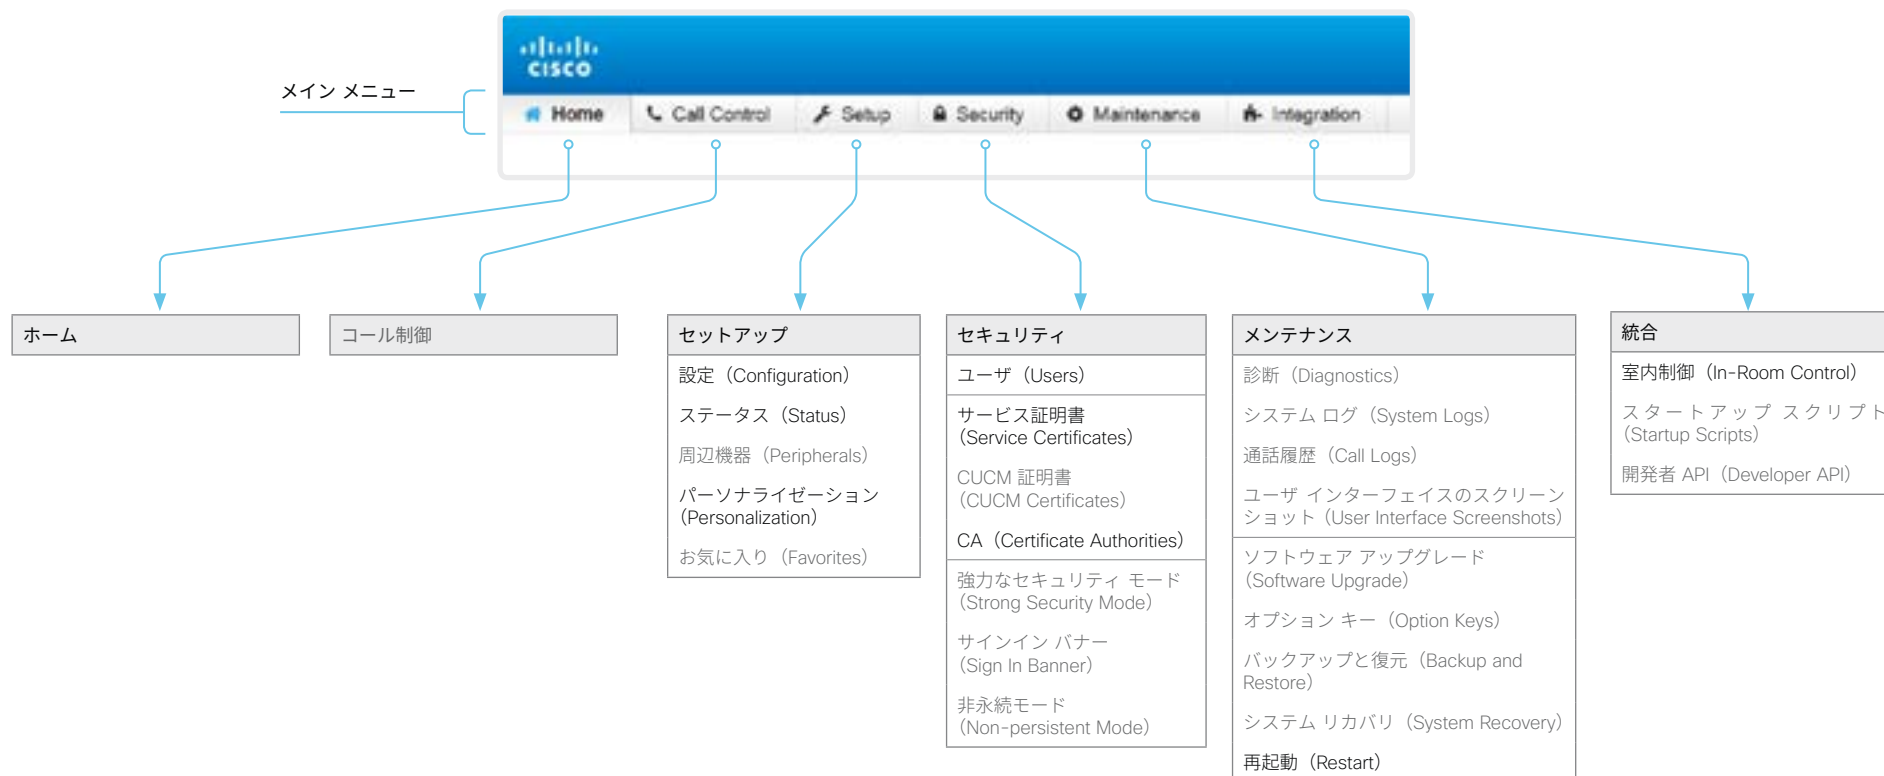 CISCO
メイン メニュー
Home
Call Control
Setup
Security
Maintenance
Integration
ホーム
コール制御
セットアップ
設定（Configuration）
ステータス（Status）
周辺機器（Peripherals）
パーソナライゼーション
（Personalization）
お気に入り（Favorites）
セキュリティ
ユーザ（Users）
サービス証明書
（Service Certificates）
CUCM 証明書
（CUCM Certificates）
CA（Certificate Authorities）
強力なセキュリティ モード
（Strong Security Mode）
サインイン バナー
（Sign In Banner）
非永続モード
（Non-persistent Mode）
メンテナンス
診断（Diagnostics）
システム ログ（System Logs）
通話履歴（Call Logs）
ユーザ インターフェイスのスクリーン
ショット（User Interface Screenshots）
ソフトウェア アップグレード
（Software Upgrade）
オプション キー（Option Keys）
バックアップと復元（Backup and
Restore）
システム リカバリ（System Recovery）
再起動（Restart）
統合
室内制御（In-Room Control）
スタートアップ スクリプト
（Startup Scripts）
開発者 API（Developer API）